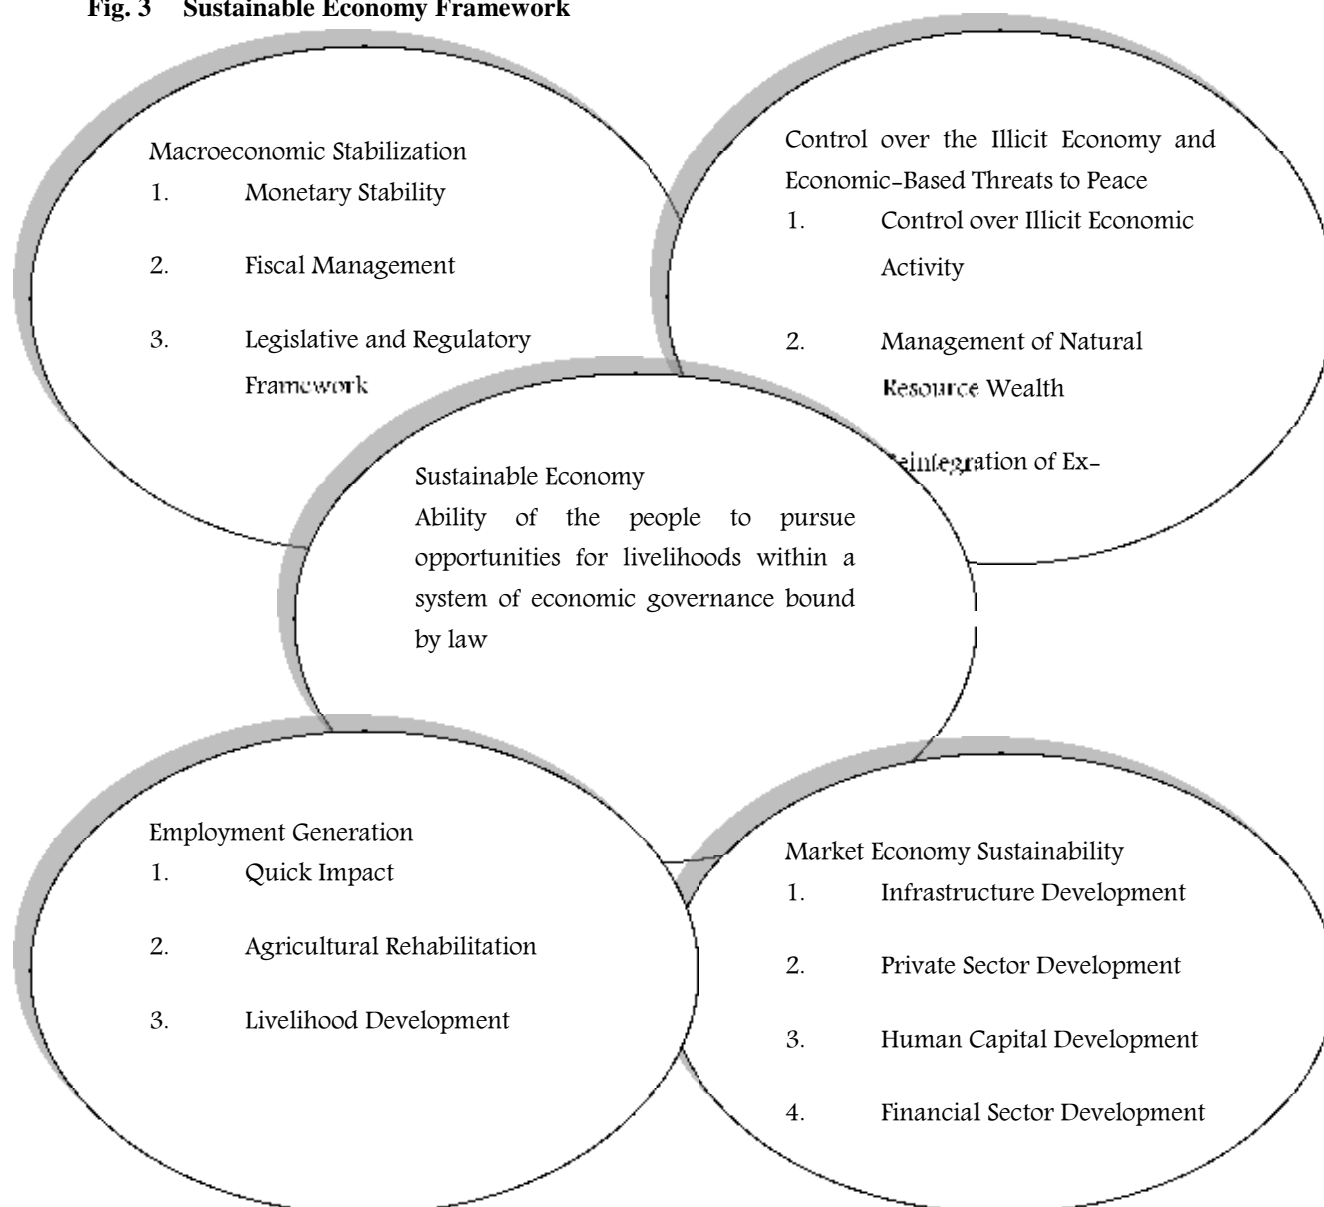 Fig. 3 Sustainable Economy Framework
Macroeconomic Stabilization
1. Monetary Stability
2. Fiscal Management
3. Legislative and Regulatory
Framework
Control over the Illicit Economy and
Economic-Based Threats to Peace
1. Control over Illicit Economic
Activity
2. Management of Natural
Resource Wealth
of Ex-
Sustainable Economy
Ability of the people to pursue
opportunities for livelihoods within a
system of economic governance bound
by law
Employment Generation
1. Quick Impact
2. Agricultural Rehabilitation
3. Livelihood Development
Market Economy Sustainability
1. Infrastructure Development
2. Private Sector Development
3. Human Capital Development
4. Financial Sector Development